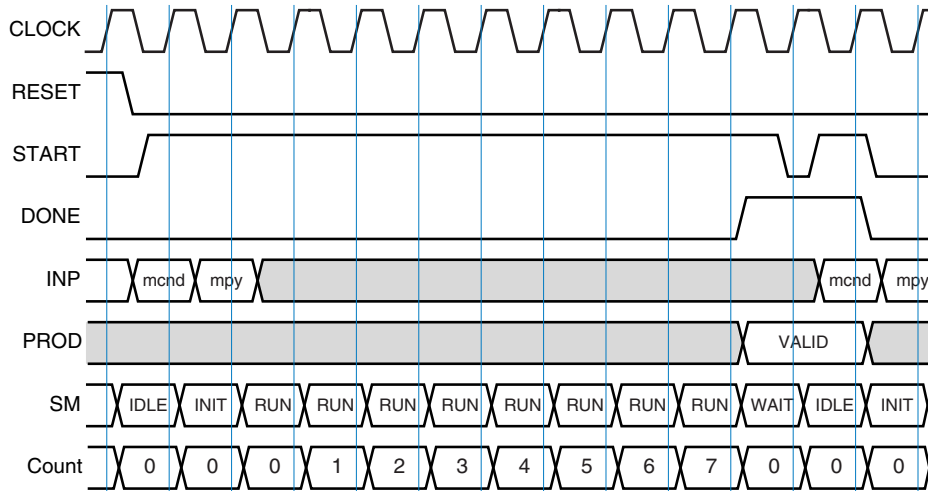 CLOCK
RESET
START
DONE
INP mcnd mpy mcnd mpy
PROD VALID
SM IDLE INIT RUN RUN RUN RUN RUN RUN RUN RUN WAIT IDLE INIT
Count 0 0 0 1 2 3 4 5 6 7 0 0 0